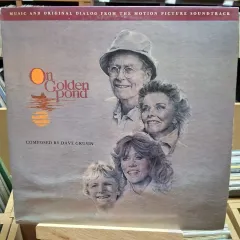 MUSIC AND ORIGINAL DIALOG FROM THE MOTION PICTURE SOUNDTRACK
On
Golden
pond
COMPOSED BY DAVE GRUSIN